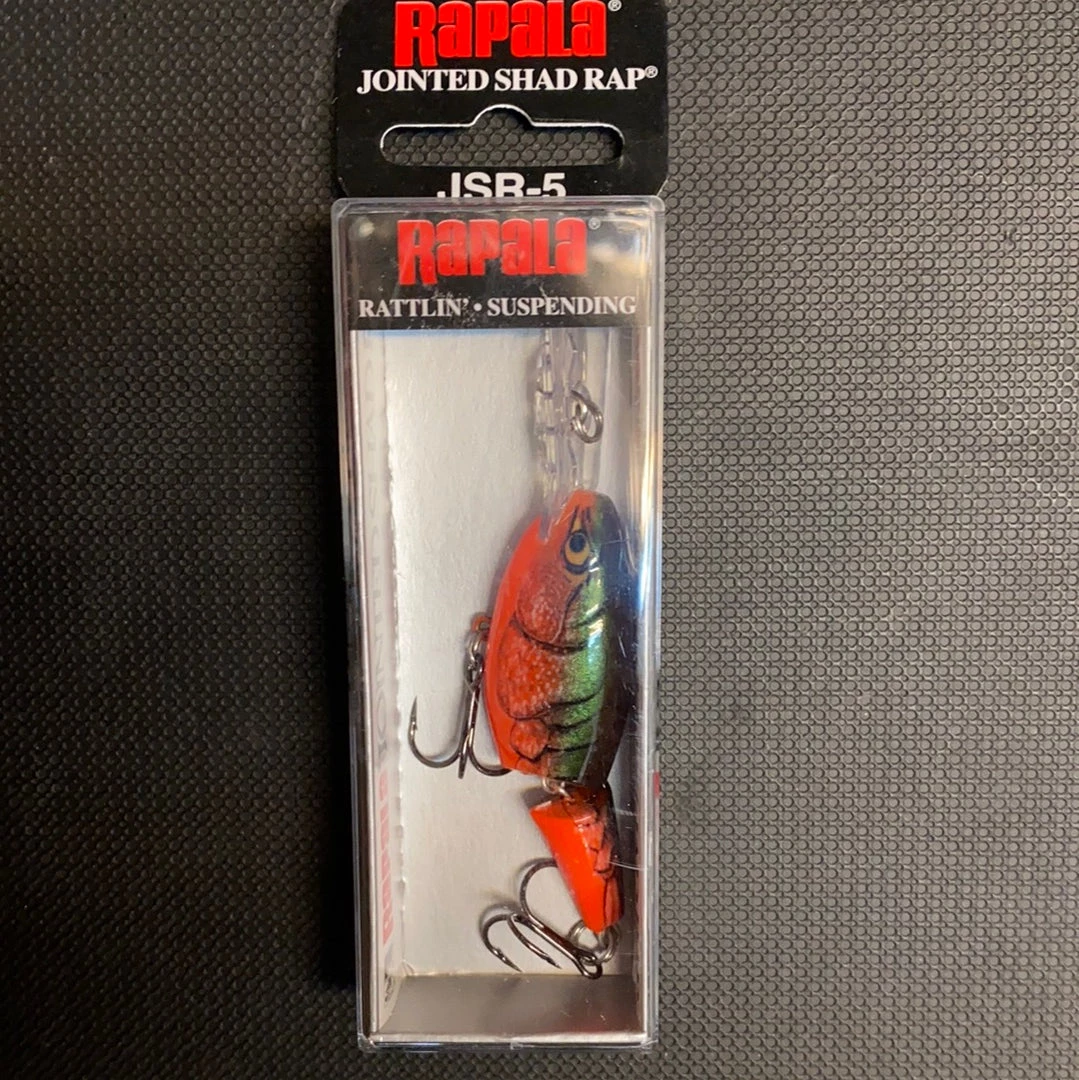 Rapala®
JOINTED SHAD RAP®
JSR-5
Rapala®
RATTLIN' • SUSPENDING